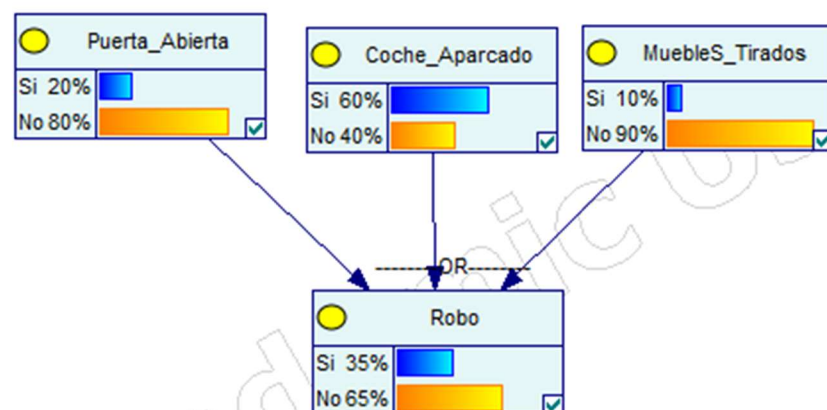 Puerta_Abierta
Si 20%
No 80%
Coche_Aparcado
Si 60%
No 40%
MuebleS_Tirados
Si 10%
No 90%
OR
Robo
Si 35%
No 65%